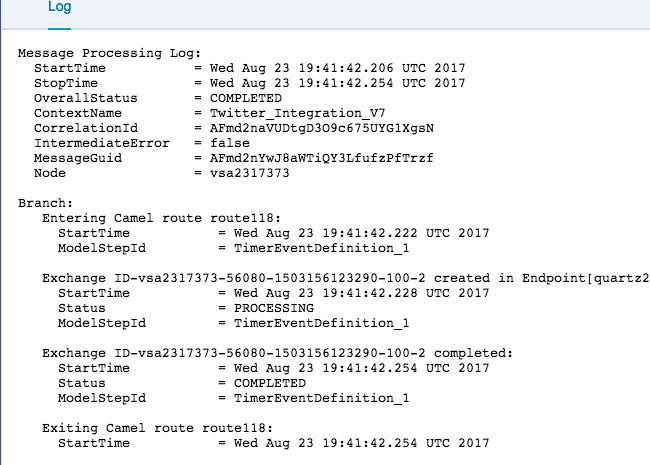 Log
Message Processing Log:
StartTime = Wed Aug 23 19:41:42.206 UTC 2017
StopTime = Wed Aug 23 19:41:42.254 UTC 2017
OverallStatus = COMPLETED
ContextName = Twitter_Integration_V7
CorrelationId = AFmd2naVUDtgD3O9c675UYG1XgsN
IntermediateError = false
MessageGuid = AFmd2nYwJ8aWTiQY3LfufzPfTrzf
Node = vsa2317373
Branch:
Entering Camel route route118:
StartTime = Wed Aug 23 19:41:42.222 UTC 2017
ModelStepId = TimerEventDefinition_1
Exchange ID-vsa2317373-56080-1503156123290-100-2 created in Endpoint[quartz2
StartTime = Wed Aug 23 19:41:42.228 UTC 2017
Status = PROCESSING
ModelStepId = TimerEventDefinition_1
Exchange ID-vsa2317373-56080-1503156123290-100-2 completed:
StartTime = Wed Aug 23 19:41:42.254 UTC 2017
Status = COMPLETED
ModelStepId = TimerEventDefinition_1
Exiting Camel route route118:
StartTime = Wed Aug 23 19:41:42.254 UTC 2017